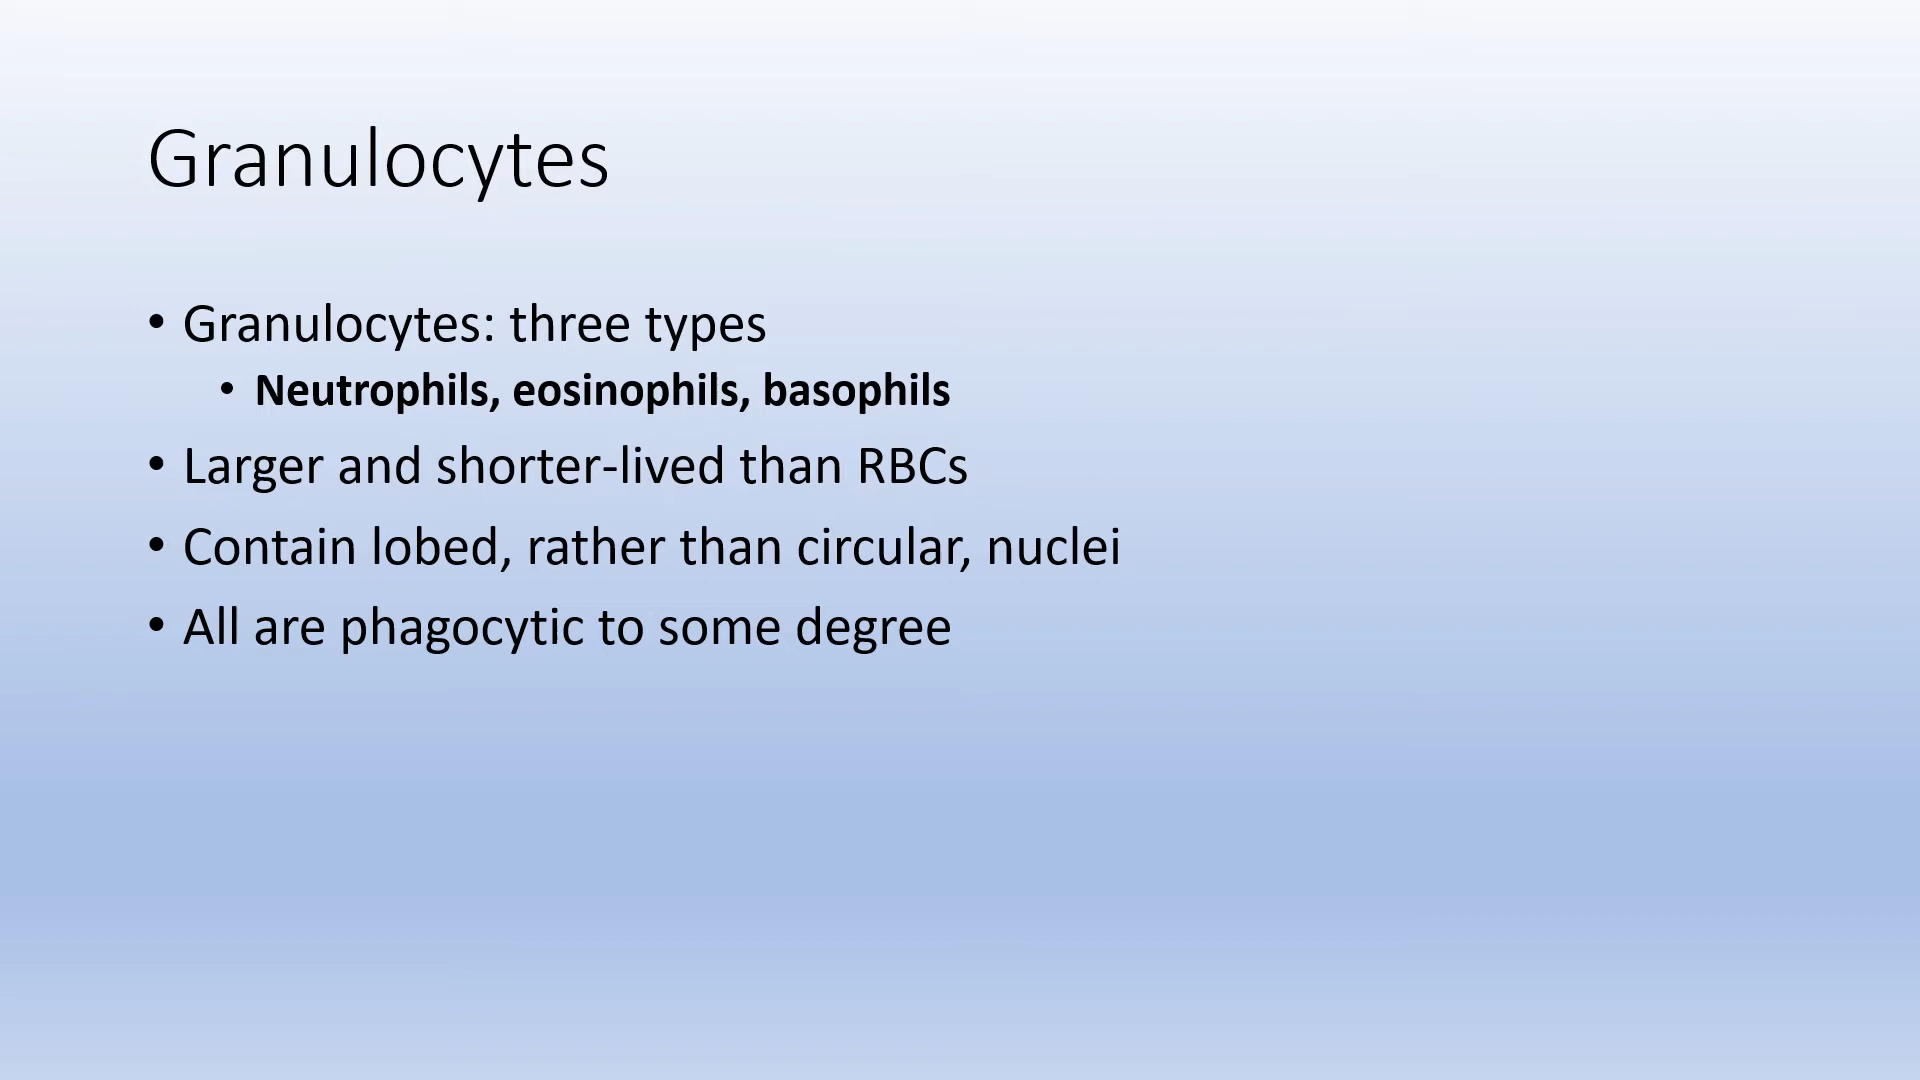 Granulocytes
• Granulocytes: three types
• Neutrophils, eosinophils, basophils
• Larger and shorter-lived than RBCs
• Contain lobed, rather than circular, nuclei
• All are phagocytic to some degree